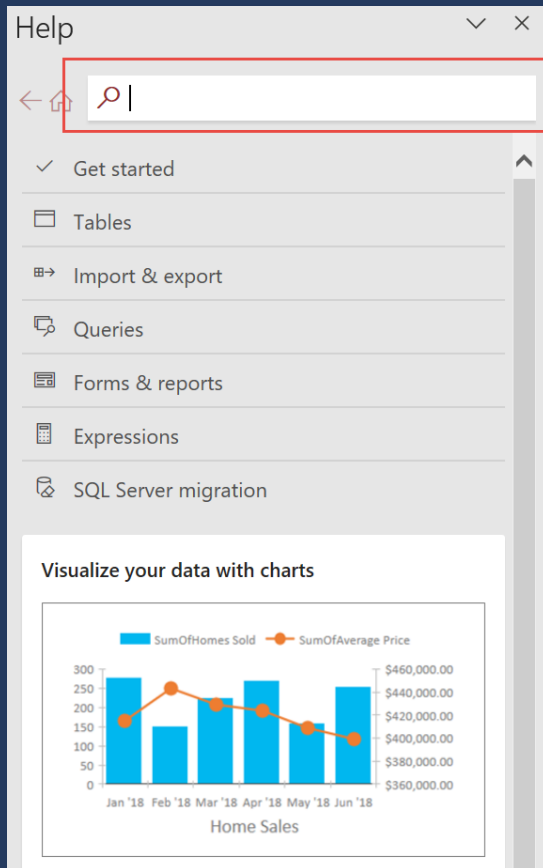 Help
Get started
Tables
Import & export
Queries
Forms & reports
Expressions
SQL Server migration
Visualize your data with charts
SumOfHomes Sold SumOfAverage Price
300 $460,000.00
250 $440,000.00
200 $420,000.00
150 $400,000.00
100 $380,000.00
50 $360,000.00
0
Jan '18 Feb '18 Mar '18 Apr '18 May '18 Jun '18
Home Sales